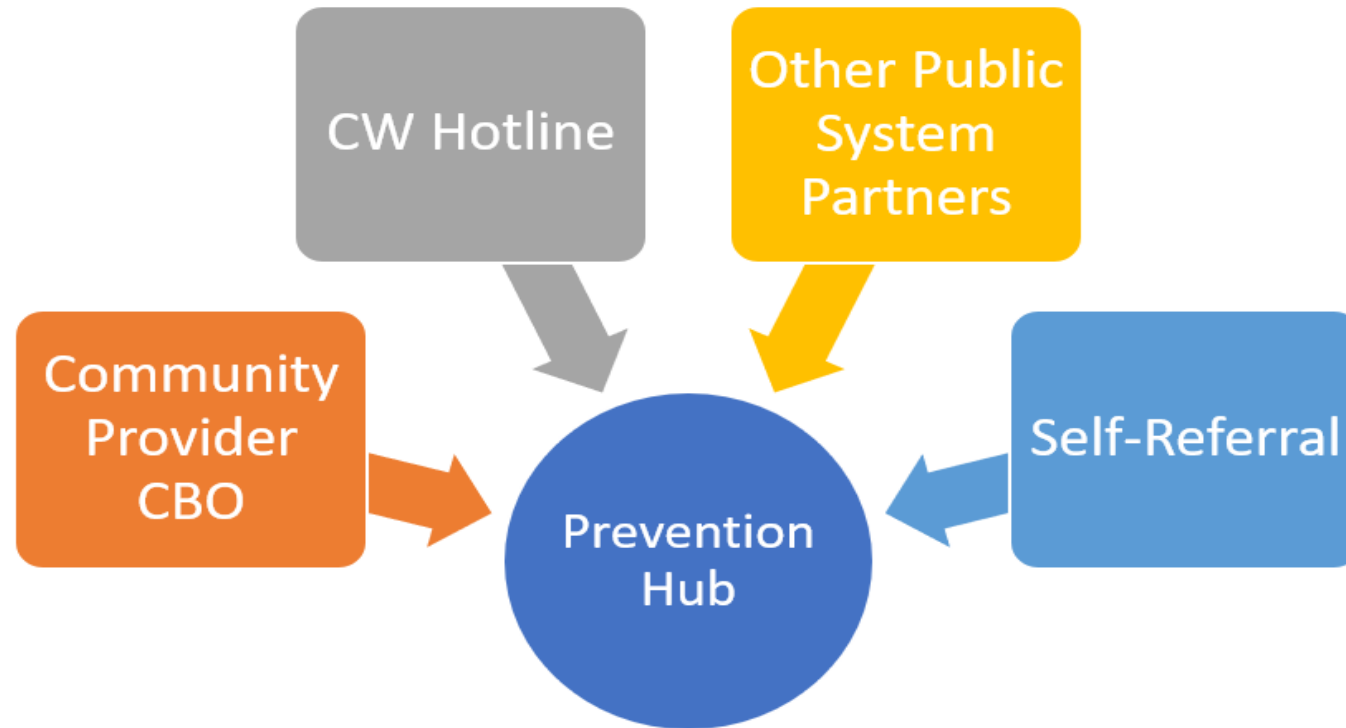 CW Hotline
Other Public
System
Partners
Community
Provider
CBO
Self-Referral
Prevention
Hub